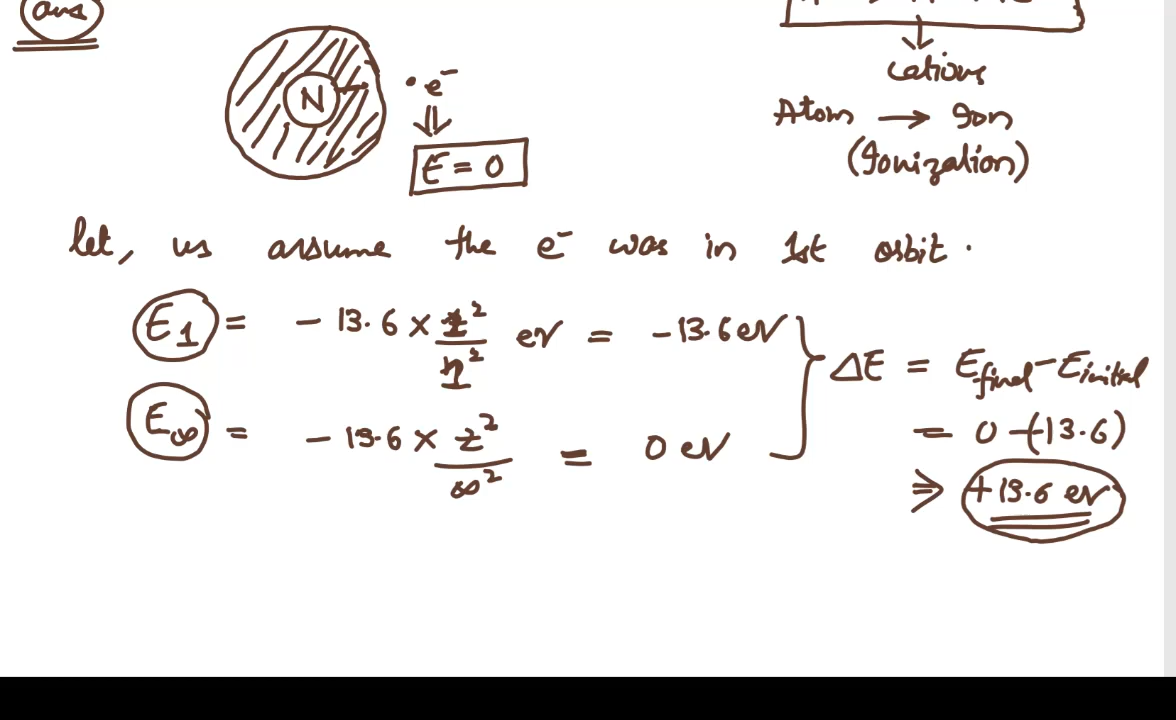 ans
N
• e⁻
⇓
E = 0
↓
Cations
Atom → Ion
(Ionization)
let, us assume the e⁻ was in 1st orbit.
E₁ = - 13.6 × 1²/1² eV = -13.6 eV
E∞ = - 13.6 × z²/∞² = 0 eV
ΔE = Efinal - Einitial
= 0 - (13.6)
⇒ +13.6 eV